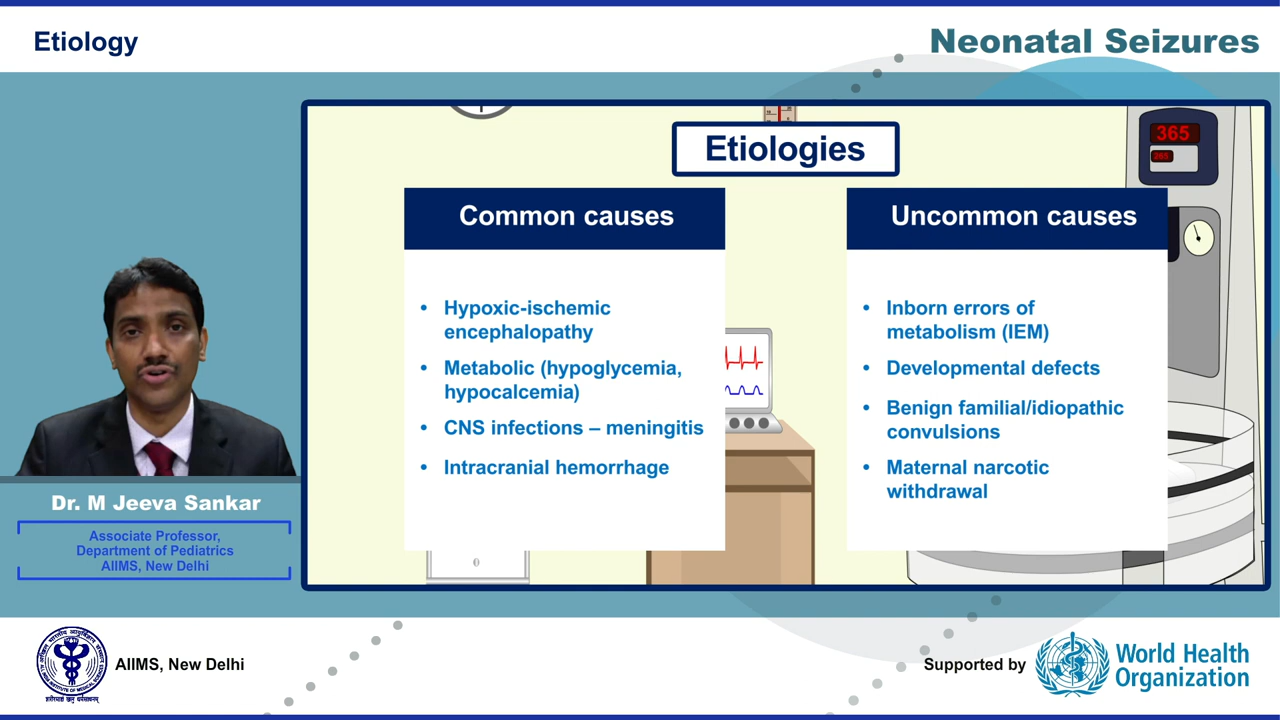 Etiology
Neonatal Seizures
Etiologies
365
Common causes
• Hypoxic-ischemic
encephalopathy
• Metabolic (hypoglycemia,
hypocalcemia)
• CNS infections – meningitis
• Intracranial hemorrhage
Uncommon causes
• Inborn errors of
metabolism (IEM)
• Developmental defects
• Benign familial/idiopathic
convulsions
• Maternal narcotic
withdrawal
Dr. M Jeeva Sankar
Associate Professor,
Department of Pediatrics
AIIMS, New Delhi
AIIMS, New Delhi
Supported by
World Health
Organization